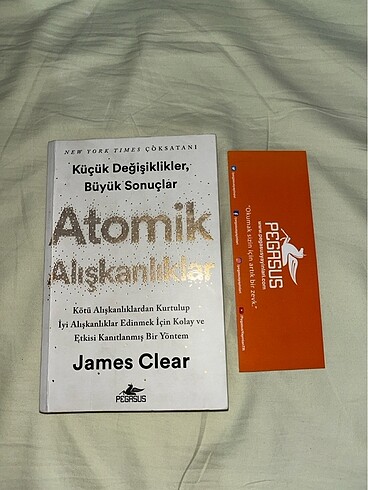 NEW YORK TIMES ÇOKSATANI
Küçük Değişiklikler,
Büyük Sonuçlar
Atomik
Alışkanlıklar
Kötü Alışkanlıklardan Kurtulup
İyi Alışkanlıklar Edinmek İçin Kolay ve
Etkisi Kanıtlanmış Bir Yöntem
James Clear
PEGASUS
PEGASUS
www.pegasusyayinlari.com
"Okumak sizin için artık bir zevk."